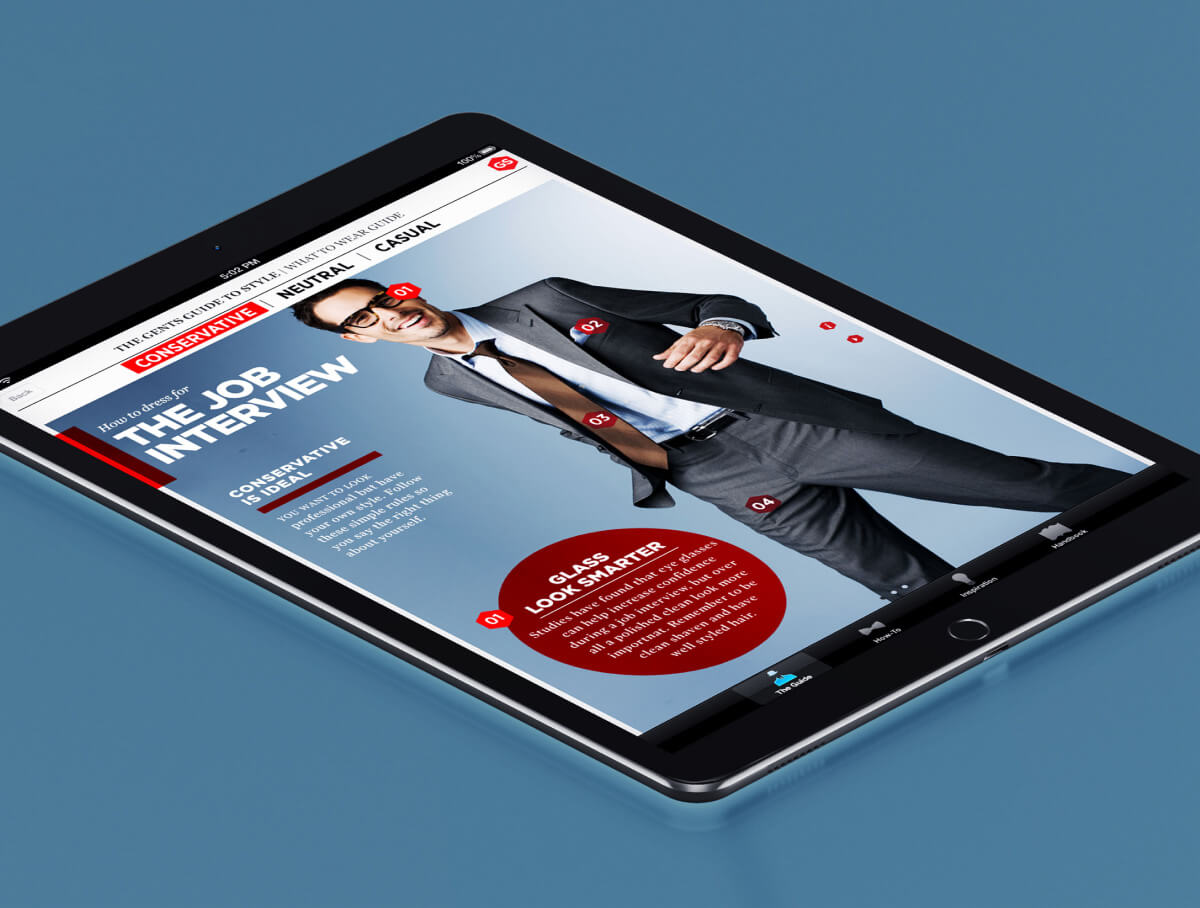 5:02 PM
100%
GS
Back
THE GENTS GUIDE TO STYLE | WHAT TO WEAR GUIDE
CONSERVATIVE | NEUTRAL | CASUAL
How to dress for
THE JOB
INTERVIEW
CONSERVATIVE
IS IDEAL
YOU WANT TO LOOK
professional but have
your own style. Follow
these simple rules so
you say the right thing
about yourself.
01
02
03
04
01
GLASS
LOOK SMARTER
Studies have found that eye glasses
can help increase confidence
during a job interview, but over
all a polished clean look more
importnat. Remember to be
clean shaven and have
well styled hair.
The Guide
How-To
Inspiration
Handbook